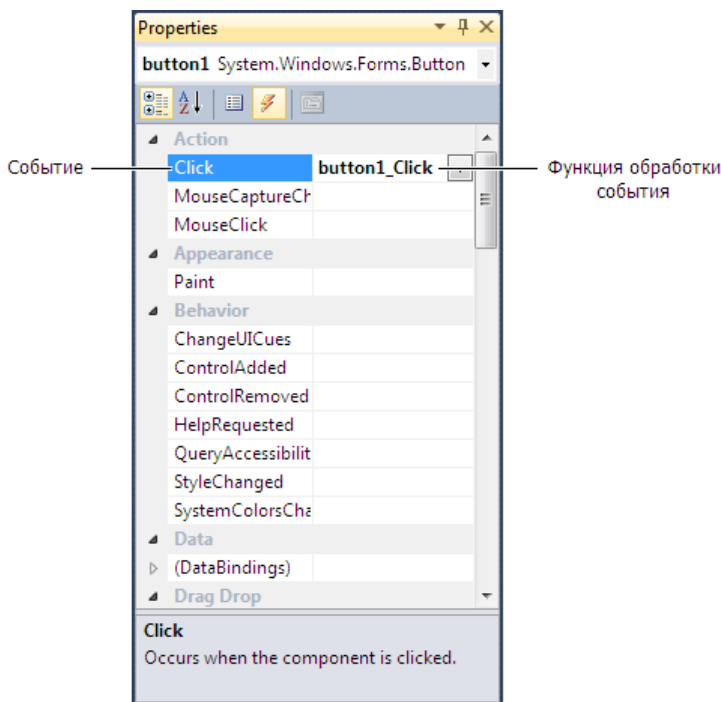 Properties
button1 System.Windows.Forms.Button
Action
Событие
Click button1_Click ...
Функция обработки
события
MouseCaptureCh
MouseClick
Appearance
Paint
Behavior
ChangeUICues
ControlAdded
ControlRemoved
HelpRequested
QueryAccessibilit
StyleChanged
SystemColorsCha
Data
(DataBindings)
Drag Drop
Click
Occurs when the component is clicked.